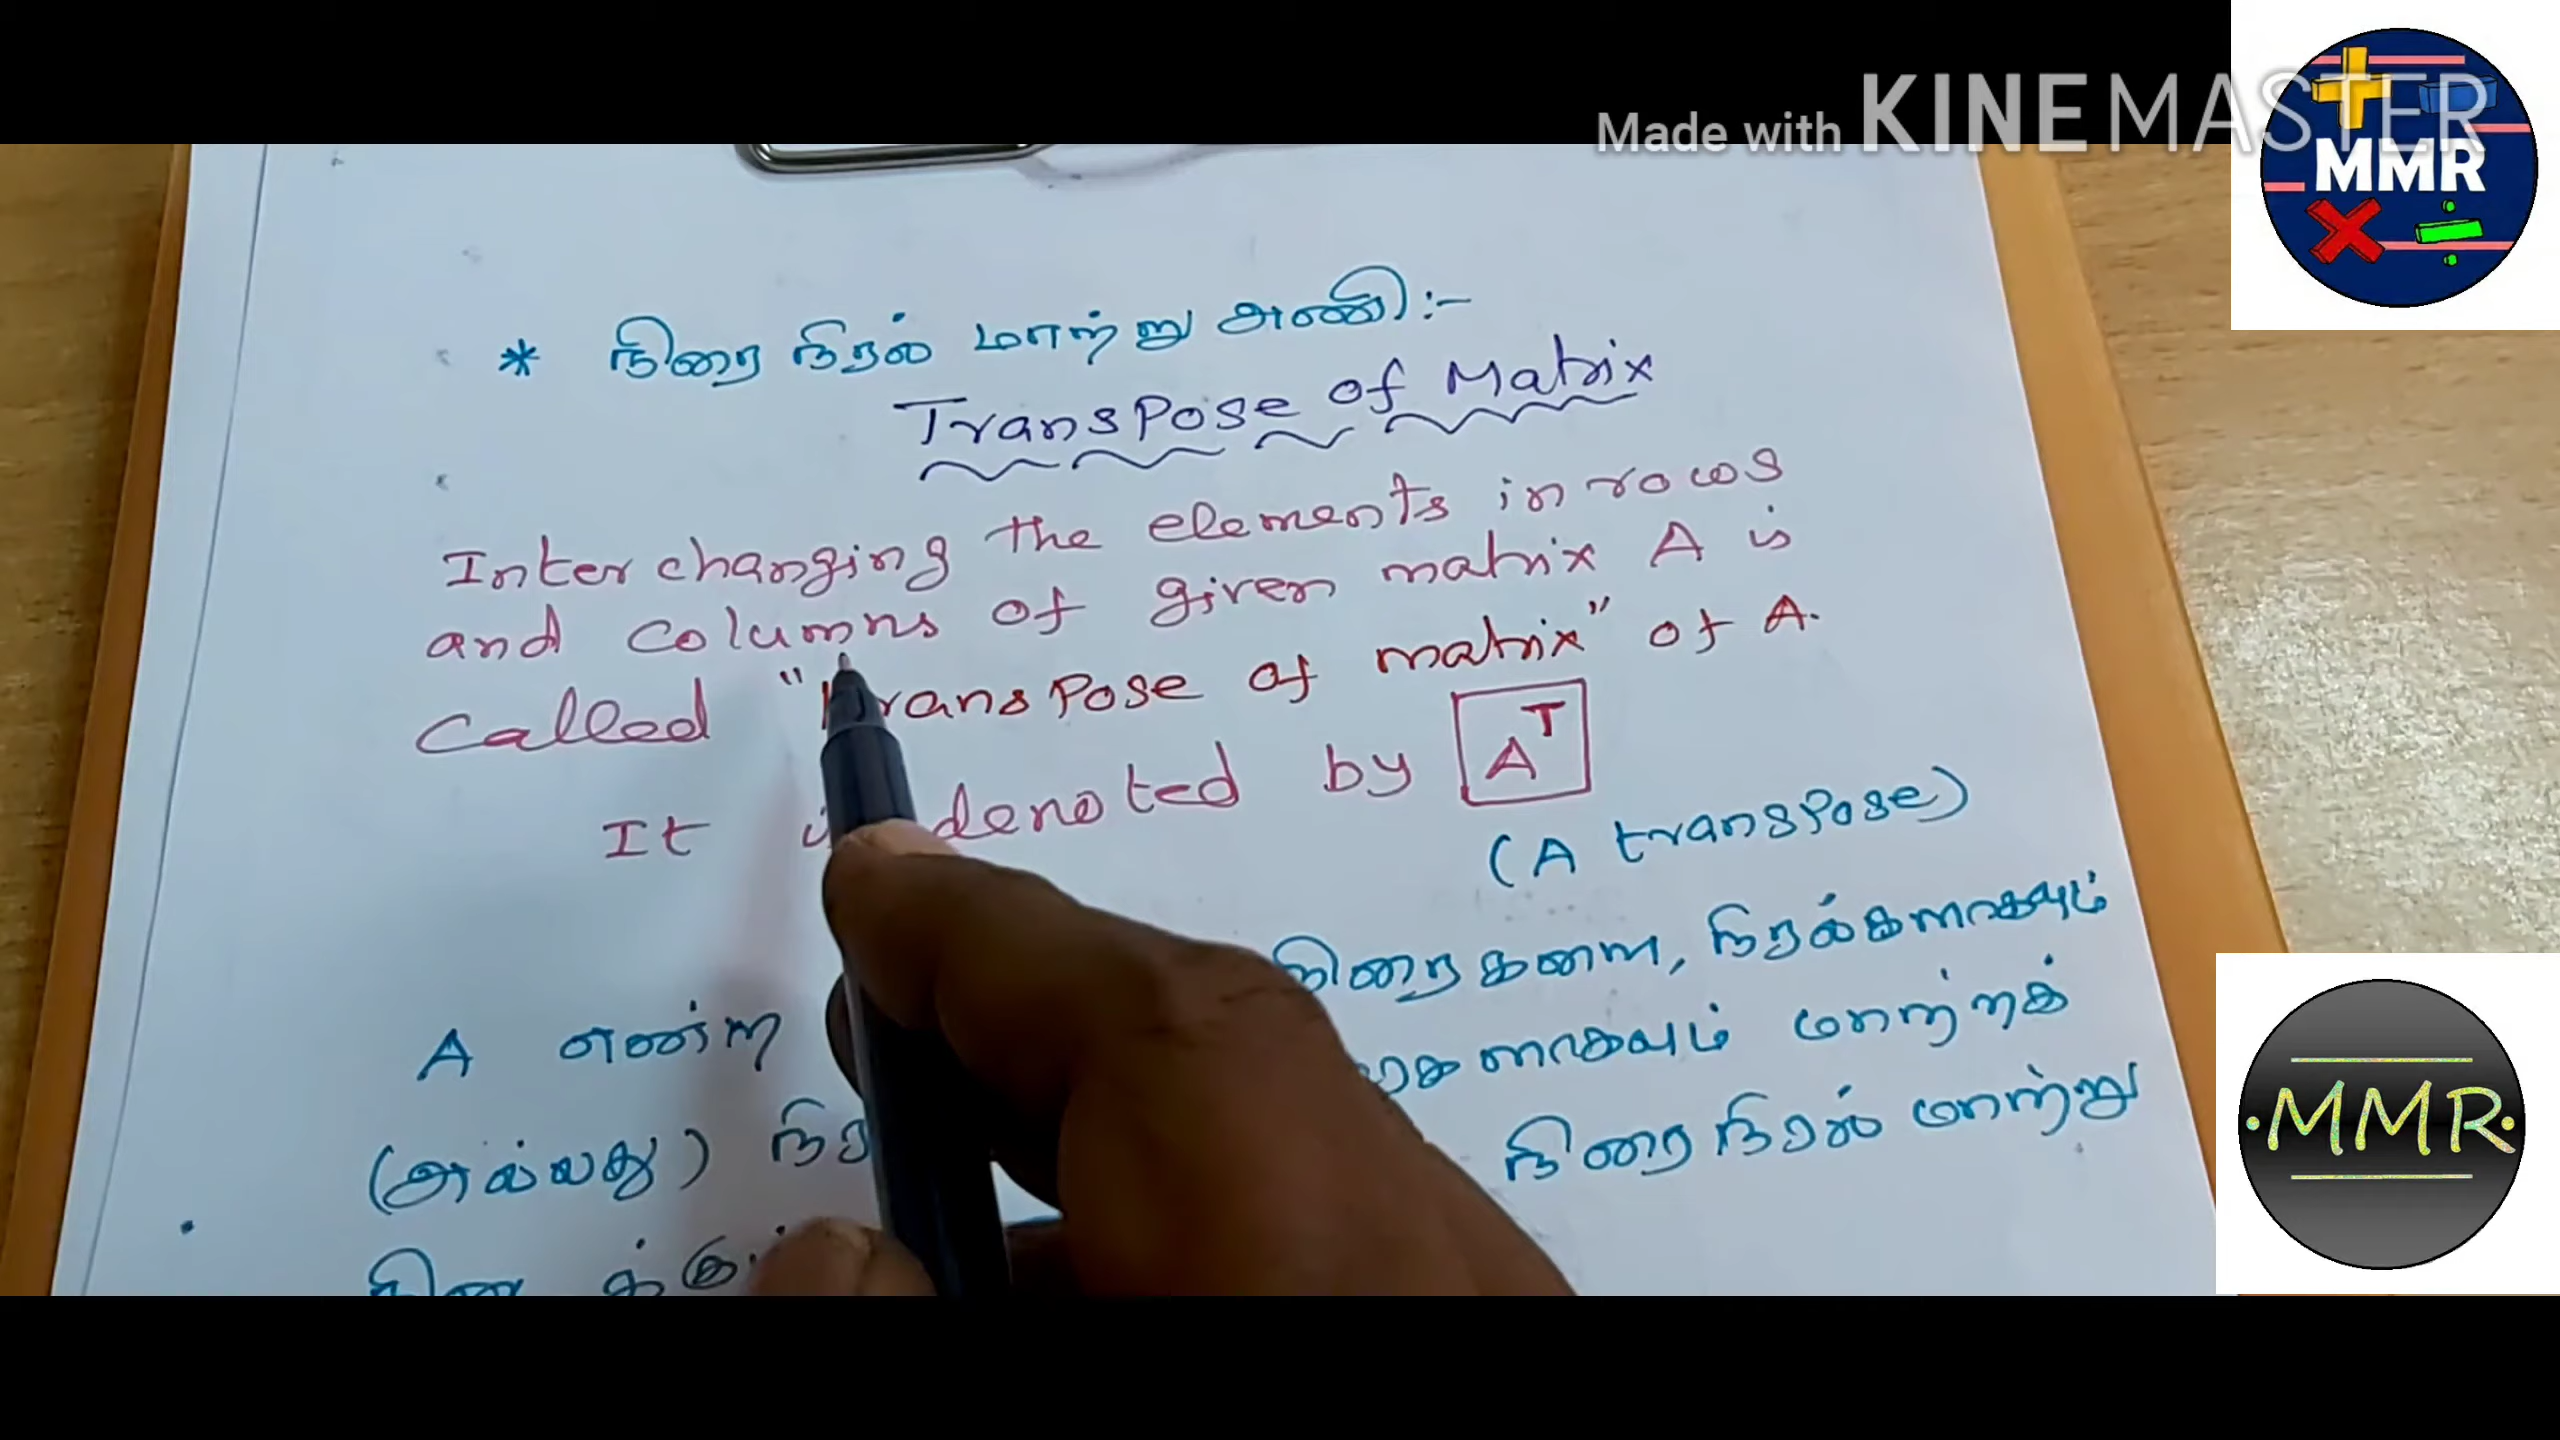 Made with KINEMASTER
MMR
* நிரை நிரல் மாற்று அணி :-
Transpose of Matrix
Interchanging the elements in rows
and columns of given matrix A is
called "Transpose of matrix" of A.
It is denoted by A^T
(A transpose)
A என்ற நிரைகளை, நிரல்களாகவும்
(அல்லது) மாற்றக்
நிரை நிரல் மாற்று
·MMR·